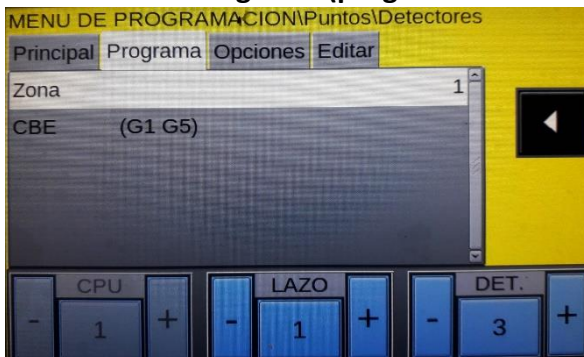 MENU DE PROGRAMACION\Puntos\Detectores
Principal Programa Opciones Editar
Zona 1
CBE (G1 G5)
CPU LAZO DET.
- 1 + - 1 + - 3 +